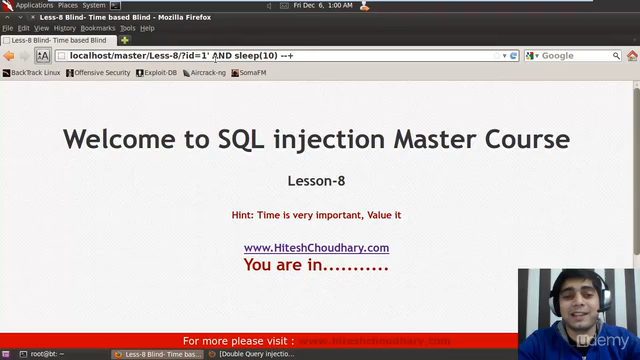 Applications Places System Fri Dec 6, 1:00 AM
Less-8 Blind- Time based Blind - Mozilla Firefox
File Edit View History Bookmarks Tools Help
Less-8 Blind- Time based Blind
localhost/master/Less-8/?id=1' AND sleep(10) --+
Google
BackTrack Linux Offensive Security Exploit-DB Aircrack-ng SomaFM
Welcome to SQL injection Master Course
Lesson-8
Hint: Time is very important, Value it
www.HiteshChoudhary.com
You are in...........
ûdemy
For more please visit : www.hiteshchoudhary.com
root@bt: ~ Less-8 Blind- Time bas... [Double Query injectio...